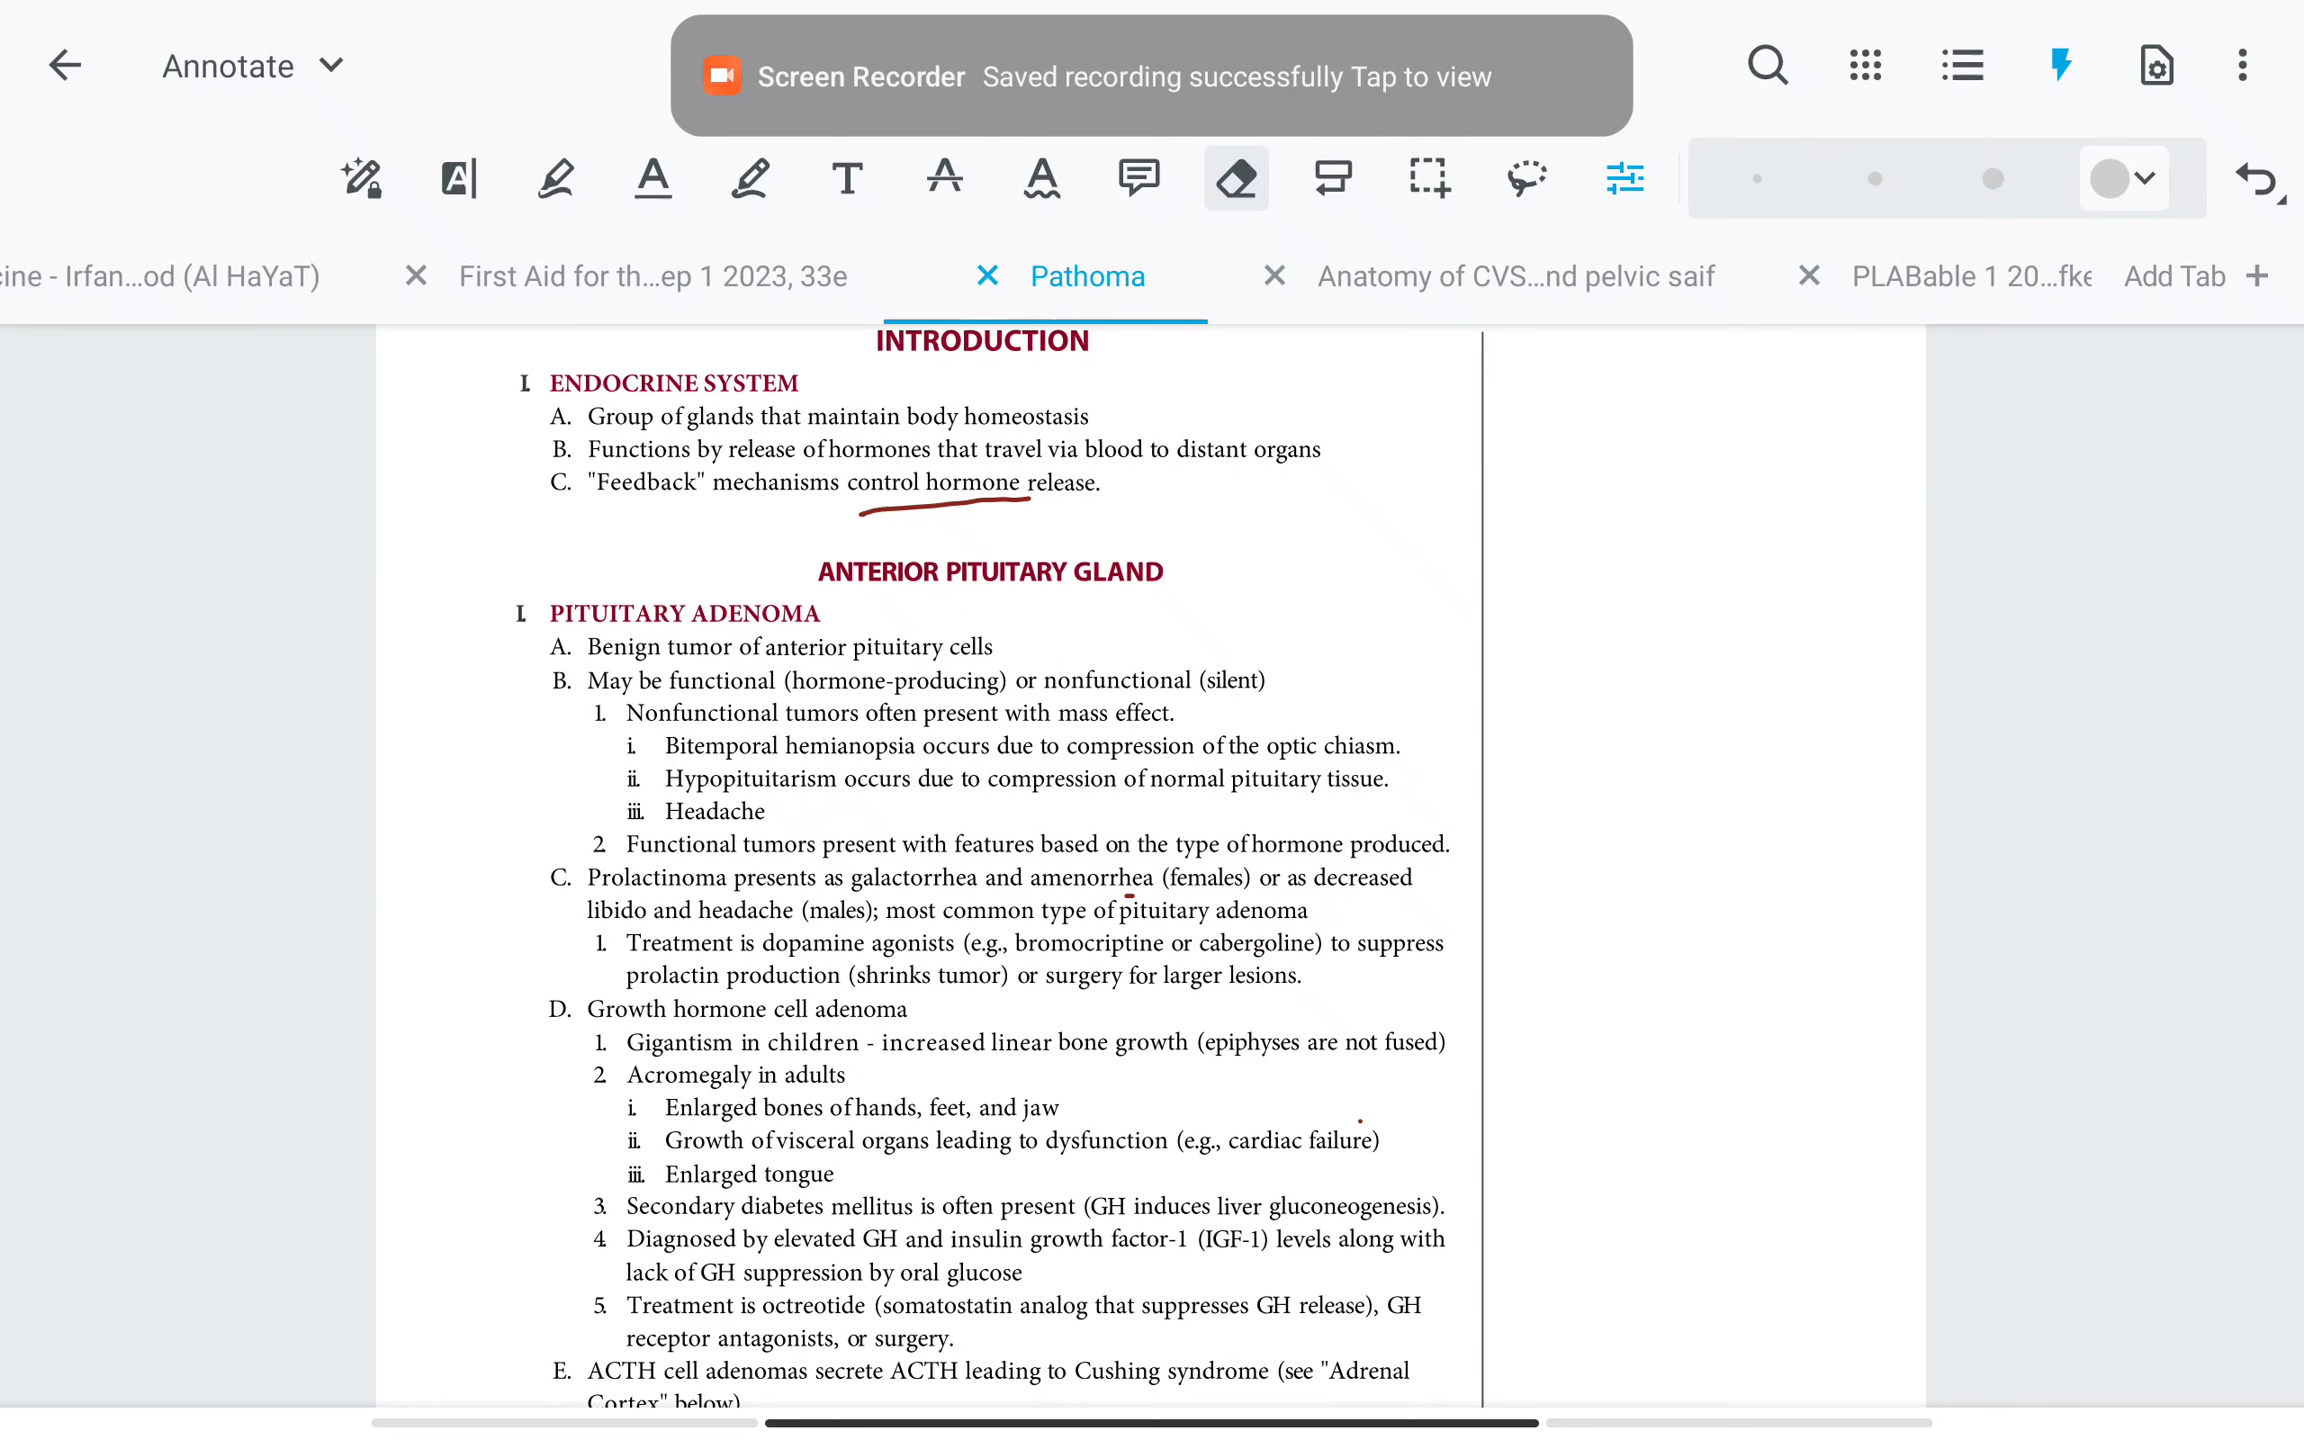 Annotate
Screen Recorder Saved recording successfully Tap to view
cine - Irfan...od (Al HaYaT)
First Aid for th...ep 1 2023, 33e
Pathoma
Anatomy of CVS...nd pelvic saif
PLABable 1 20...fke
Add Tab
INTRODUCTION
I. ENDOCRINE SYSTEM
A. Group of glands that maintain body homeostasis
B. Functions by release of hormones that travel via blood to distant organs
C. "Feedback" mechanisms control hormone release.
ANTERIOR PITUITARY GLAND
I. PITUITARY ADENOMA
A. Benign tumor of anterior pituitary cells
B. May be functional (hormone-producing) or nonfunctional (silent)
1. Nonfunctional tumors often present with mass effect.
i. Bitemporal hemianopsia occurs due to compression of the optic chiasm.
ii. Hypopituitarism occurs due to compression of normal pituitary tissue.
iii. Headache
2. Functional tumors present with features based on the type of hormone produced.
C. Prolactinoma presents as galactorrhea and amenorrhea (females) or as decreased
libido and headache (males); most common type of pituitary adenoma
1. Treatment is dopamine agonists (e.g., bromocriptine or cabergoline) to suppress
prolactin production (shrinks tumor) or surgery for larger lesions.
D. Growth hormone cell adenoma
1. Gigantism in children - increased linear bone growth (epiphyses are not fused)
2. Acromegaly in adults
i. Enlarged bones of hands, feet, and jaw
ii. Growth of visceral organs leading to dysfunction (e.g., cardiac failure)
iii. Enlarged tongue
3. Secondary diabetes mellitus is often present (GH induces liver gluconeogenesis).
4. Diagnosed by elevated GH and insulin growth factor-1 (IGF-1) levels along with
lack of GH suppression by oral glucose
5. Treatment is octreotide (somatostatin analog that suppresses GH release), GH
receptor antagonists, or surgery.
E. ACTH cell adenomas secrete ACTH leading to Cushing syndrome (see "Adrenal
Cortex" below)